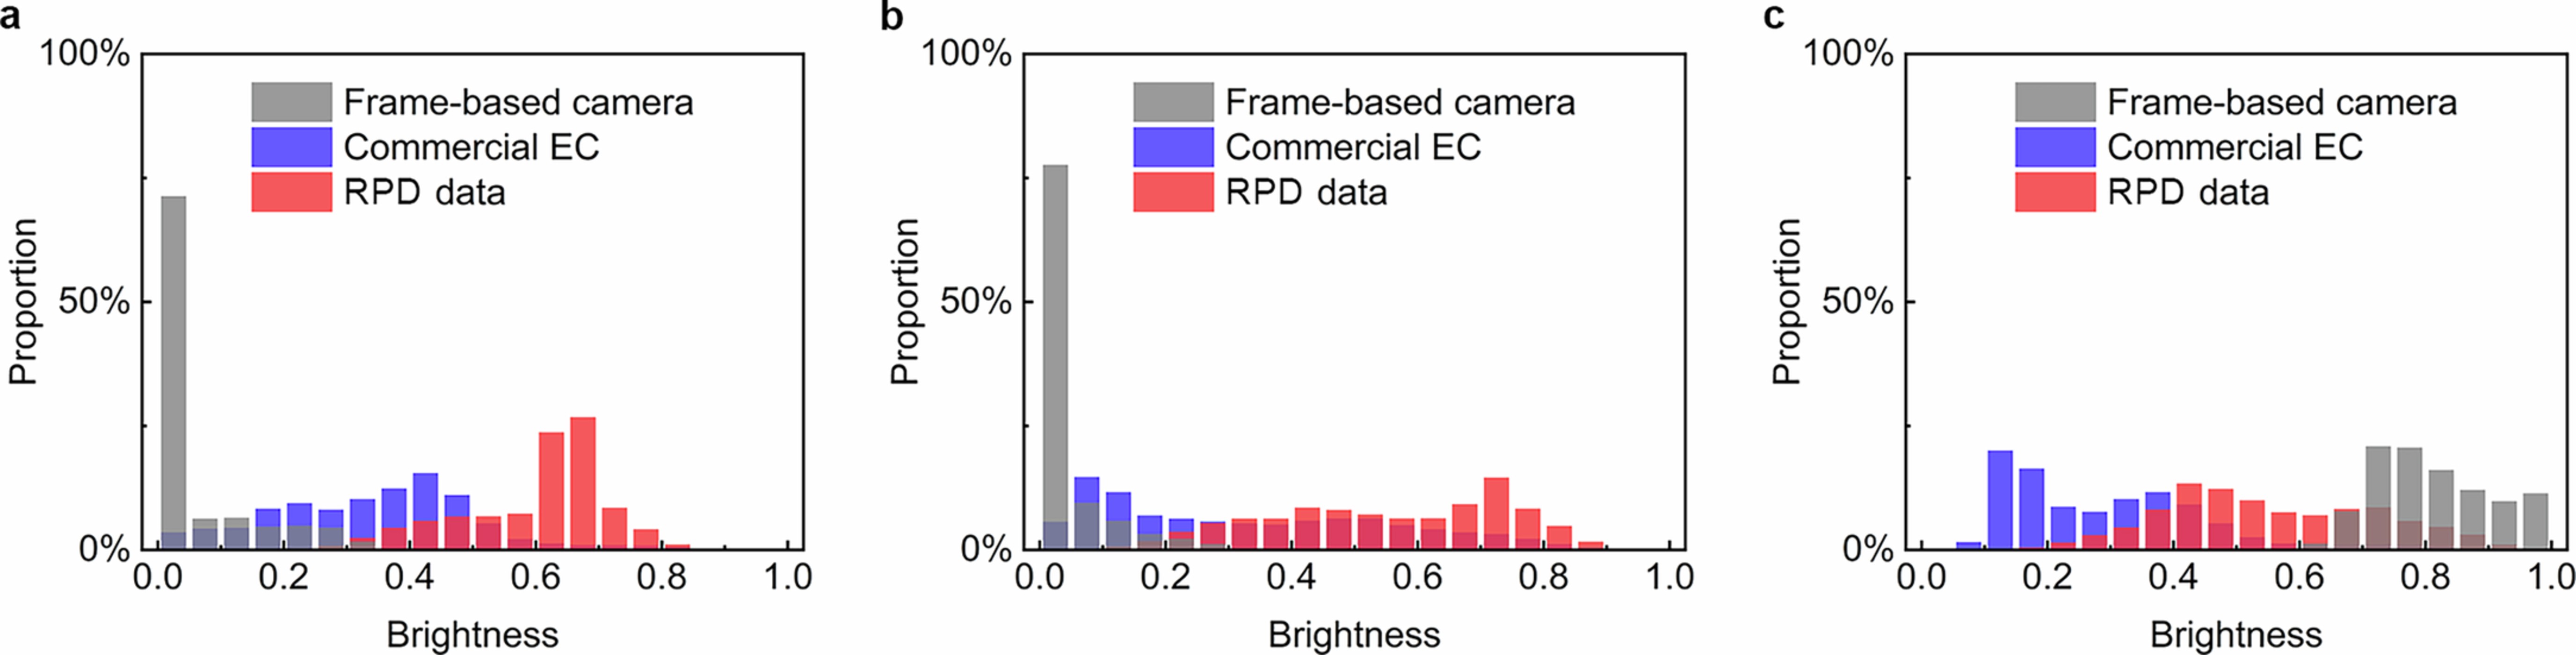 a
100%
50%
0%
Proportion
Frame-based camera
Commercial EC
RPD data
0.0 0.2 0.4 0.6 0.8 1.0
Brightness
b
100%
50%
0%
Proportion
Frame-based camera
Commercial EC
RPD data
0.0 0.2 0.4 0.6 0.8 1.0
Brightness
c
100%
50%
0%
Proportion
Frame-based camera
Commercial EC
RPD data
0.0 0.2 0.4 0.6 0.8 1.0
Brightness